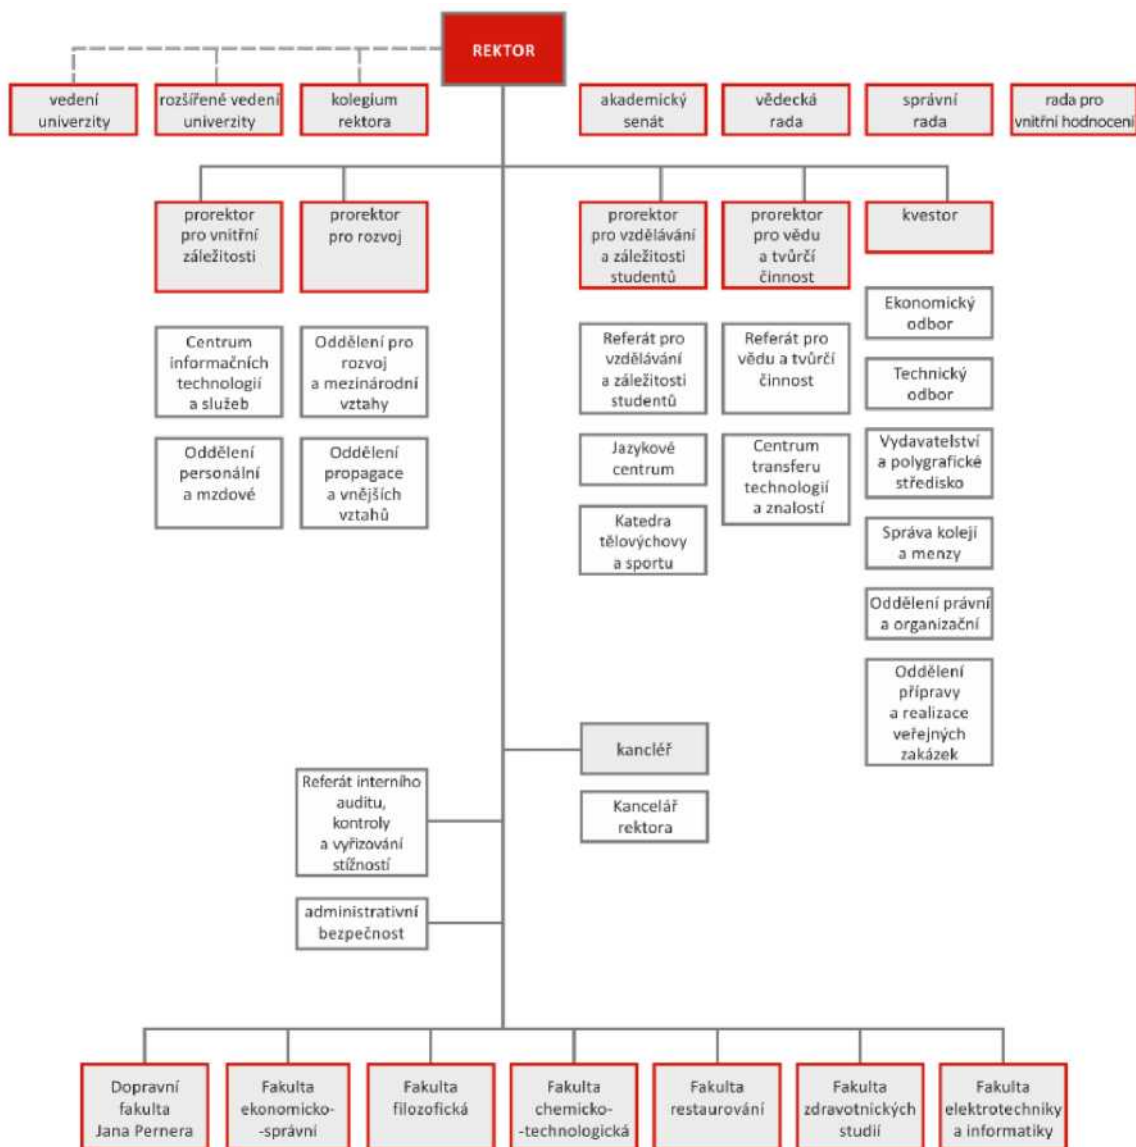 REKTOR
vedení
univerzity
rozšířené vedení
univerzity
kolegium
rektora
akademický
senát
vědecká
rada
správní
rada
rada pro
vnitřní hodnocení
prorektor
pro vnitřní
záležitosti
prorektor
pro rozvoj
prorektor
pro vzdělávání
a záležitosti
studentů
prorektor
pro vědu
a tvůrčí
činnost
kvestor
Centrum
informačních
technologií
a služeb
Oddělení
personální
a mzdové
Oddělení pro
rozvoj
a mezinárodní
vztahy
Oddělení
propagace
a vnějších
vztahů
Referát pro
vzdělávání
a záležitosti
studentů
Jazykové
centrum
Katedra
tělovýchovy
a sportu
Referát pro
vědu a tvůrčí
činnost
Centrum
transferu
technologií
a znalostí
Ekonomický
odbor
Technický
odbor
Vydavatelství
a polygrafické
středisko
Správa kolejí
a menzy
Oddělení právní
a organizační
Oddělení
přípravy
a realizace
veřejných
zakázek
kancléř
Kancelář
rektora
Referát interního
auditu,
kontroly
a vyřizování
stížností
administrativní
bezpečnost
Dopravní
fakulta
Jana Pernera
Fakulta
ekonomicko-
-správní
Fakulta
filozofická
Fakulta
chemicko-
-technologická
Fakulta
restaurování
Fakulta
zdravotnických
studií
Fakulta
elektrotechniky
a informatiky